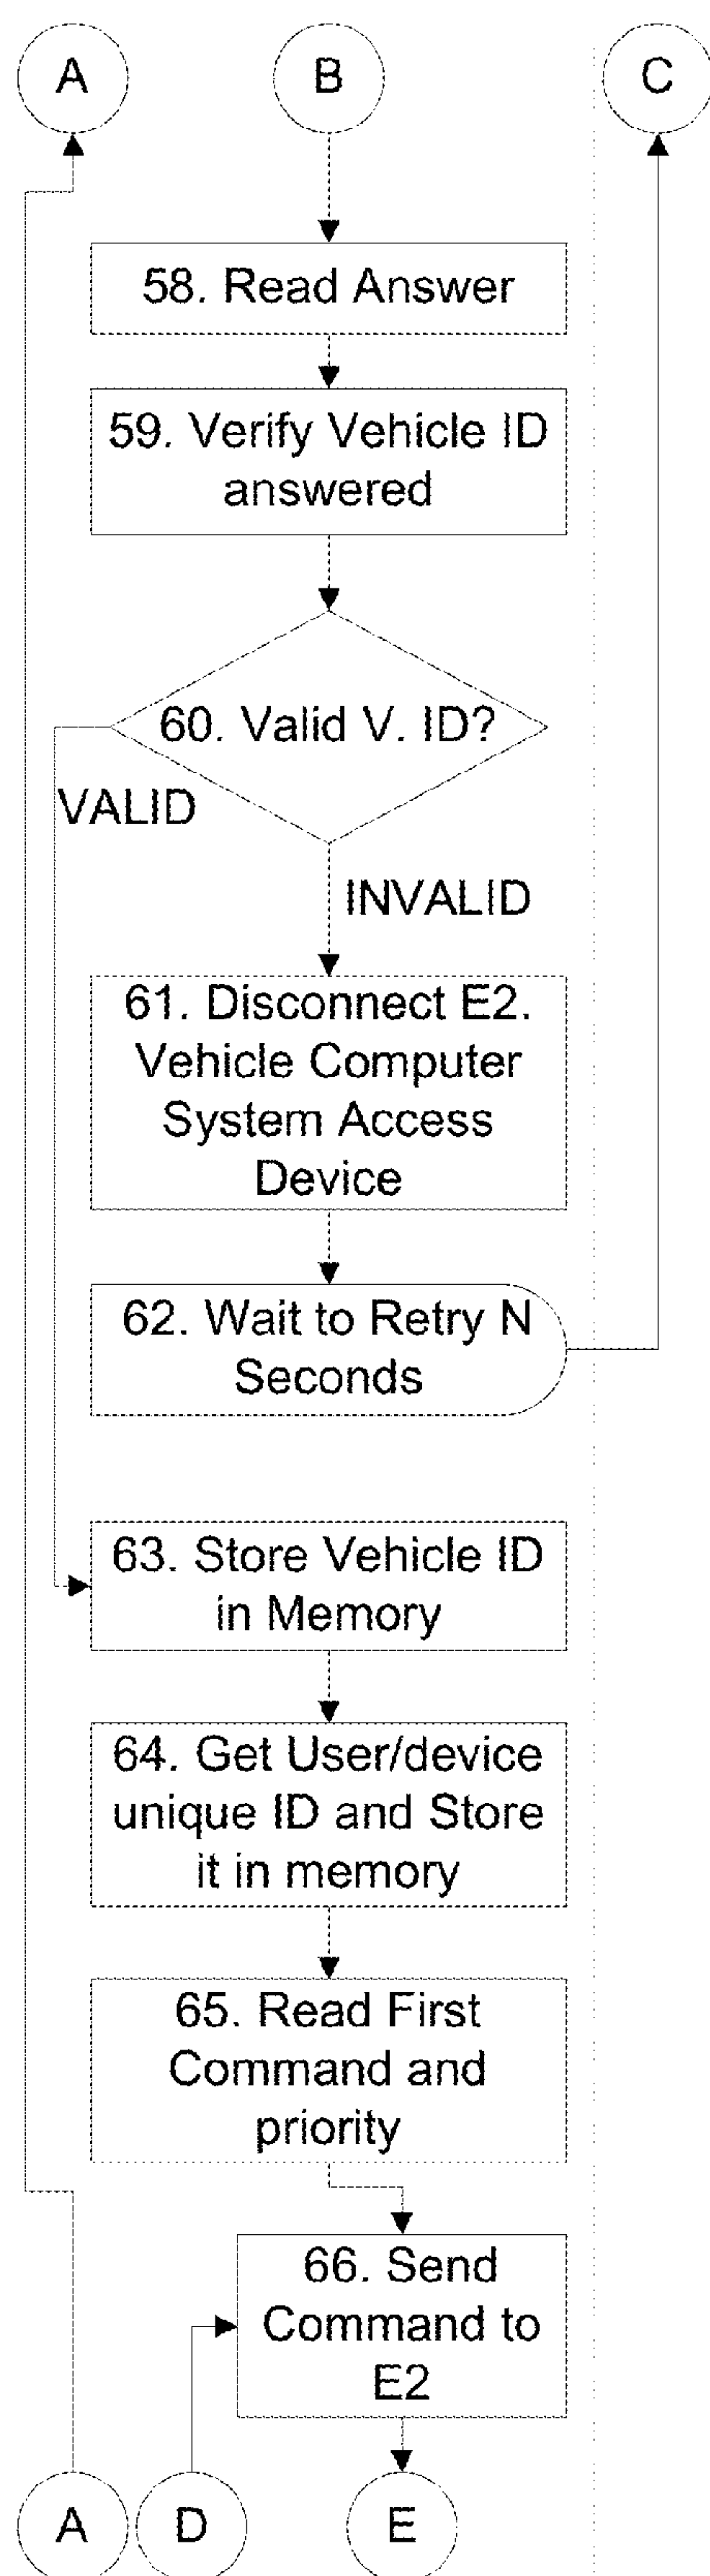 A
B
C
58. Read Answer
59. Verify Vehicle ID
answered
60. Valid V. ID?
VALID
INVALID
61. Disconnect E2.
Vehicle Computer
System Access
Device
62. Wait to Retry N
Seconds
63. Store Vehicle ID
in Memory
64. Get User/device
unique ID and Store
it in memory
65. Read First
Command and
priority
66. Send
Command to
E2
A
D
E